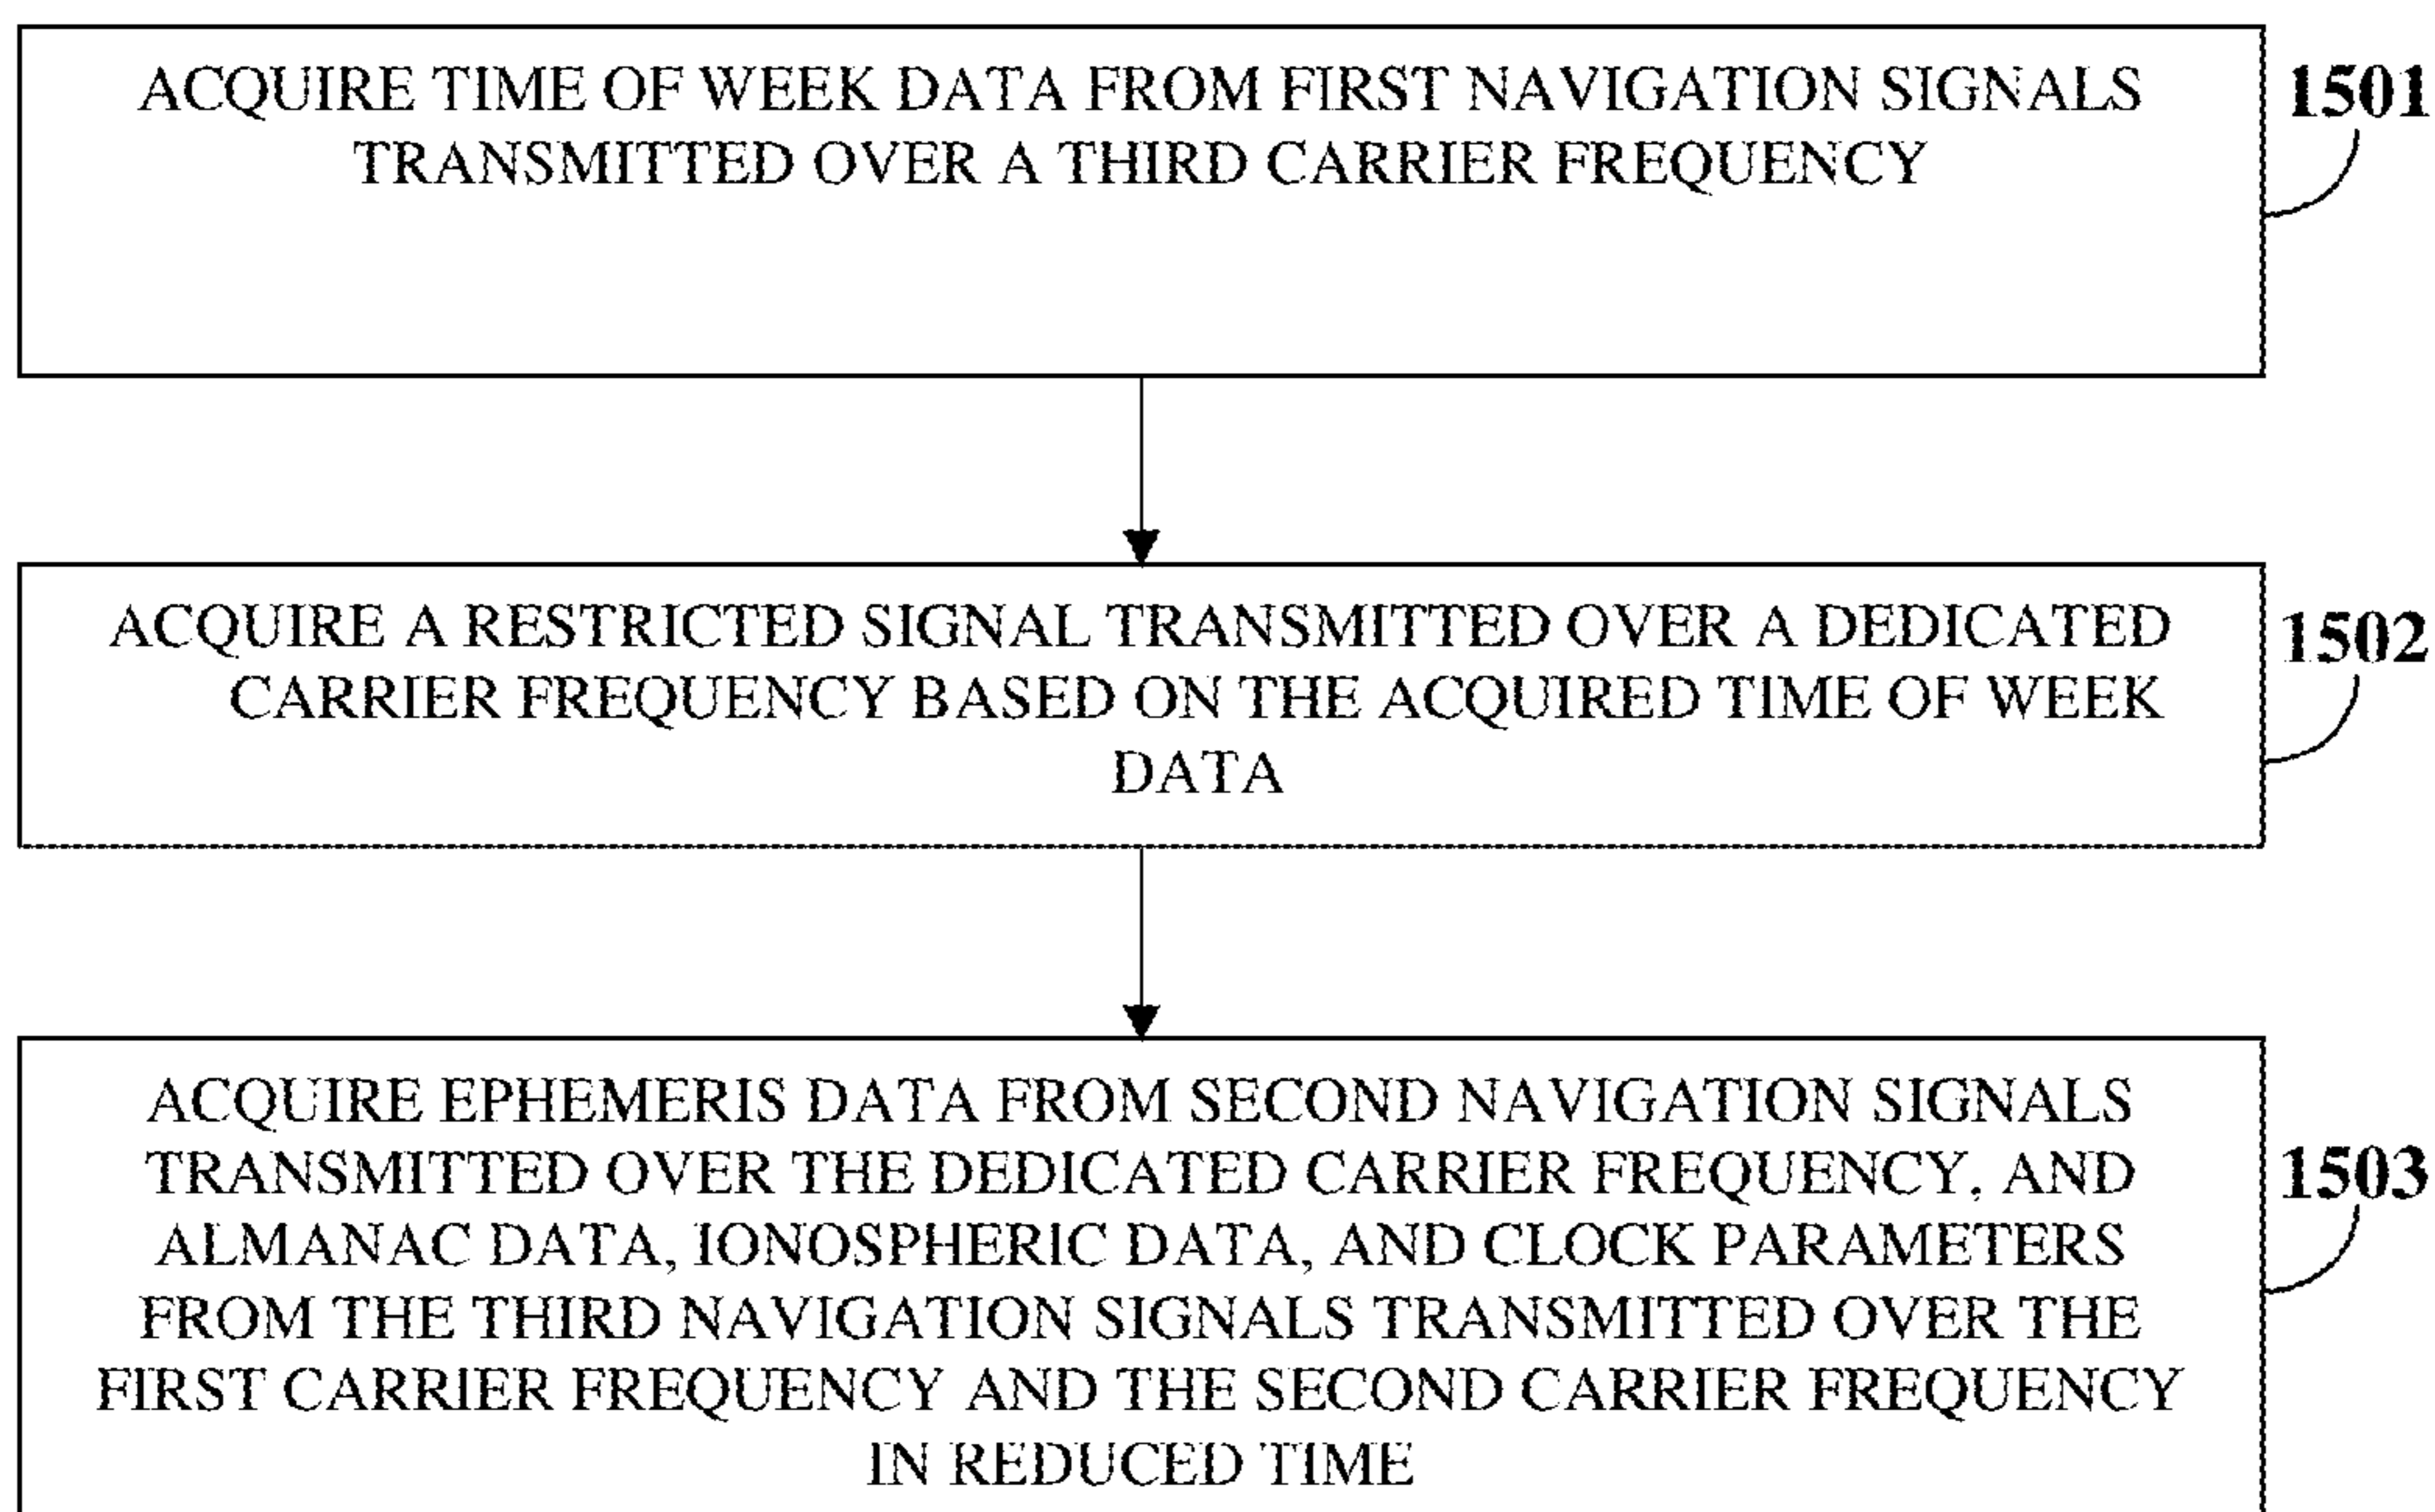 ACQUIRE TIME OF WEEK DATA FROM FIRST NAVIGATION SIGNALS
TRANSMITTED OVER A THIRD CARRIER FREQUENCY
1501
ACQUIRE A RESTRICTED SIGNAL TRANSMITTED OVER A DEDICATED
CARRIER FREQUENCY BASED ON THE ACQUIRED TIME OF WEEK
DATA
1502
ACQUIRE EPHEMERIS DATA FROM SECOND NAVIGATION SIGNALS
TRANSMITTED OVER THE DEDICATED CARRIER FREQUENCY, AND
ALMANAC DATA, IONOSPHERIC DATA, AND CLOCK PARAMETERS
FROM THE THIRD NAVIGATION SIGNALS TRANSMITTED OVER THE
FIRST CARRIER FREQUENCY AND THE SECOND CARRIER FREQUENCY
IN REDUCED TIME
1503